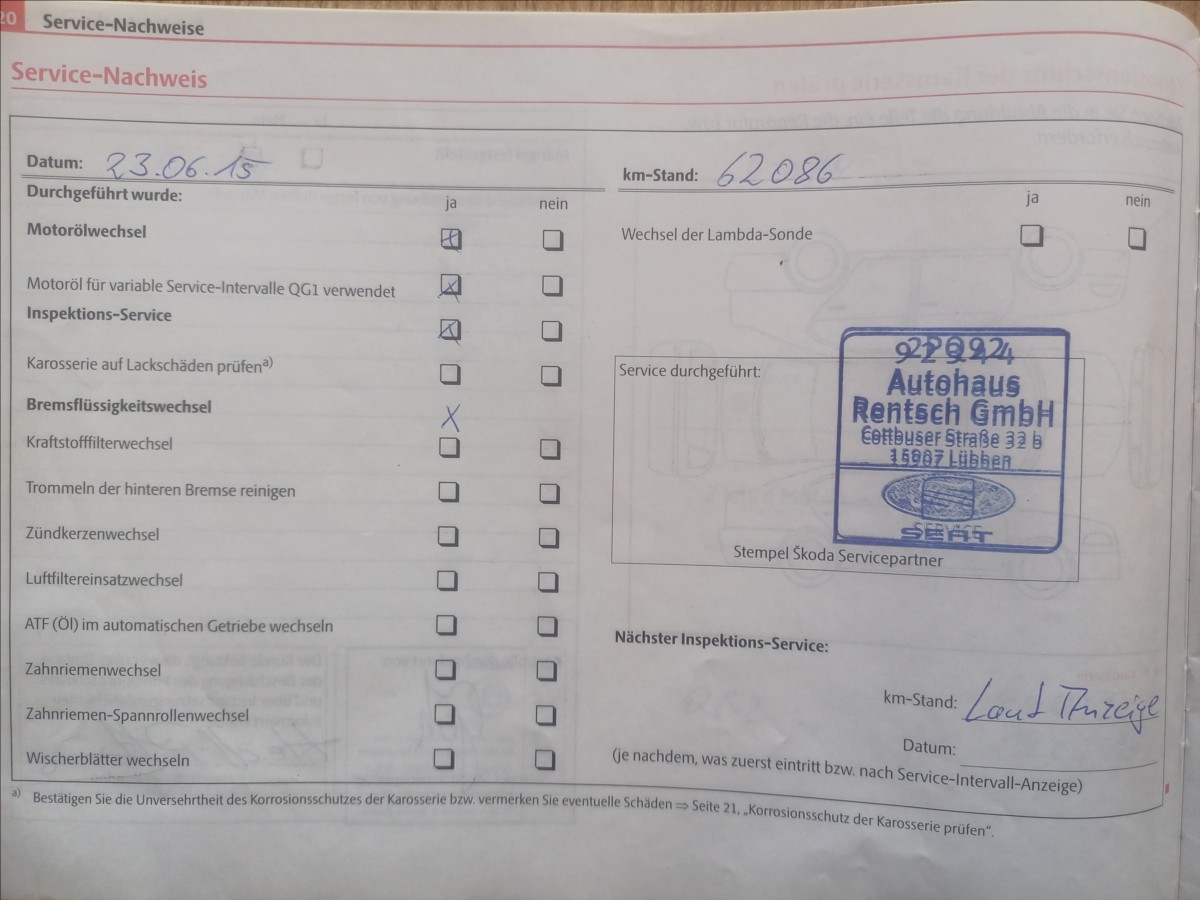 20 Service-Nachweise
Service-Nachweis
Datum: 23.06.15
km-Stand: 62086
Durchgeführt wurde:
ja nein
ja nein
Motorölwechsel
Wechsel der Lambda-Sonde
Motoröl für variable Service-Intervalle QG1 verwendet
Inspektions-Service
Karosserie auf Lackschäden prüfen a)
Bremsflüssigkeitswechsel X
Kraftstofffilterwechsel
Trommeln der hinteren Bremse reinigen
Zündkerzenwechsel
Luftfiltereinsatzwechsel
ATF (Öl) im automatischen Getriebe wechseln
Zahnriemenwechsel
Zahnriemen-Spannrollenwechsel
Wischerblätter wechseln
Service durchgeführt:
Autohaus
Rentsch GmbH
Cottbuser Straße 32 b
15907 Lübben
SERVICE
SEAT
Stempel Škoda Servicepartner
Nächster Inspektions-Service:
km-Stand: Laut Anzeige
Datum:
(je nachdem, was zuerst eintritt bzw. nach Service-Intervall-Anzeige)
a) Bestätigen Sie die Unversehrtheit des Korrosionsschutzes der Karosserie bzw. vermerken Sie eventuelle Schäden ⇒ Seite 21, „Korrosionsschutz der Karosserie prüfen“.